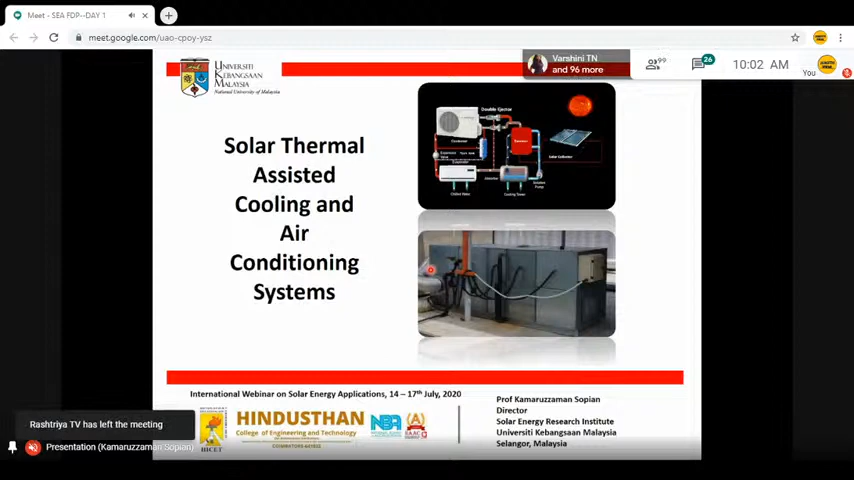 Meet - SEA FDP--DAY 1
meet.google.com/uao-cpoy-ysz
UNIVERSITI
KEBANGSAAN
MALAYSIA
National University of Malaysia
Varshini TN
and 96 more
99
26
10:02 AM
You
Solar Thermal
Assisted
Cooling and
Air
Conditioning
Systems
Double Ejector
Condenser
Generator
Solar Collector
Evaporator
Chilled Water
Cooling Tower
Solution
Pump
International Webinar on Solar Energy Applications, 14 – 17th July, 2020
Prof Kamaruzzaman Sopian
Director
Solar Energy Research Institute
Universiti Kebangsaan Malaysia
Selangor, Malaysia
Rashtriya TV has left the meeting
HINDUSTHAN
College of Engineering and Technology
COIMBATORE-641032
HICET
NBA
NAAC
Presentation (Kamaruzzaman Sopian)